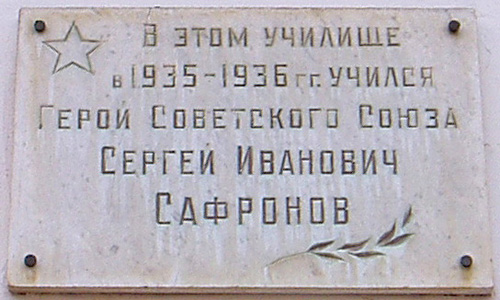 В ЭТОМ УЧИЛИЩЕ
в 1935-1936 гг. УЧИЛСЯ
ГЕРОЙ СОВЕТСКОГО СОЮЗА
СЕРГЕЙ ИВАНОВИЧ
САФРОНОВ